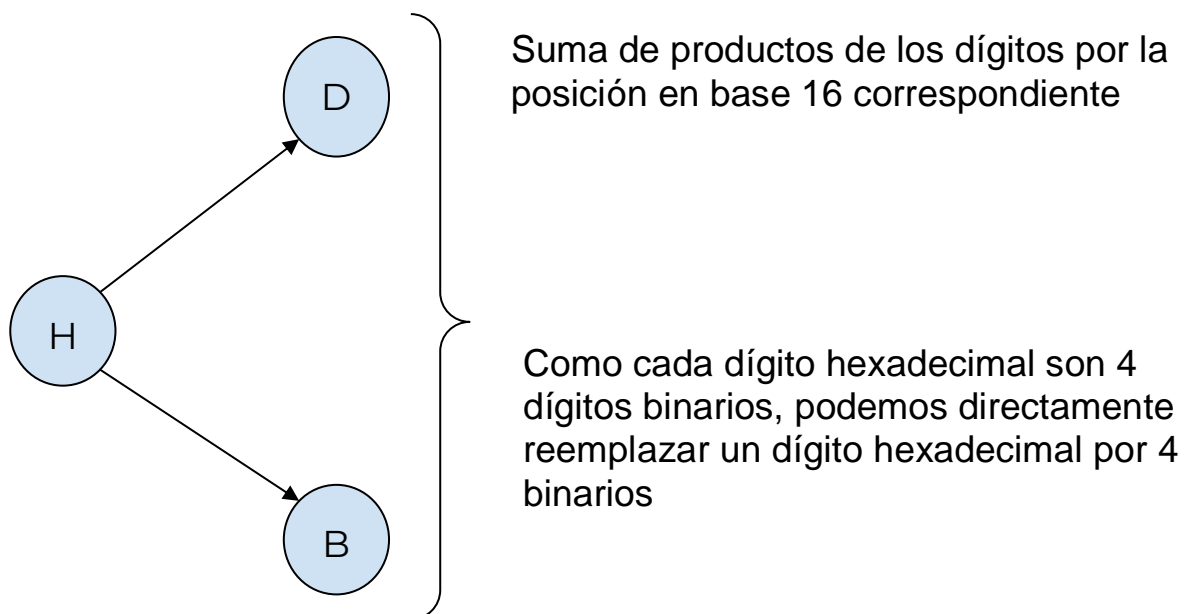 D
Suma de productos de los dígitos por la
posición en base 16 correspondiente
H
Como cada dígito hexadecimal son 4
dígitos binarios, podemos directamente
reemplazar un dígito hexadecimal por 4
binarios
B